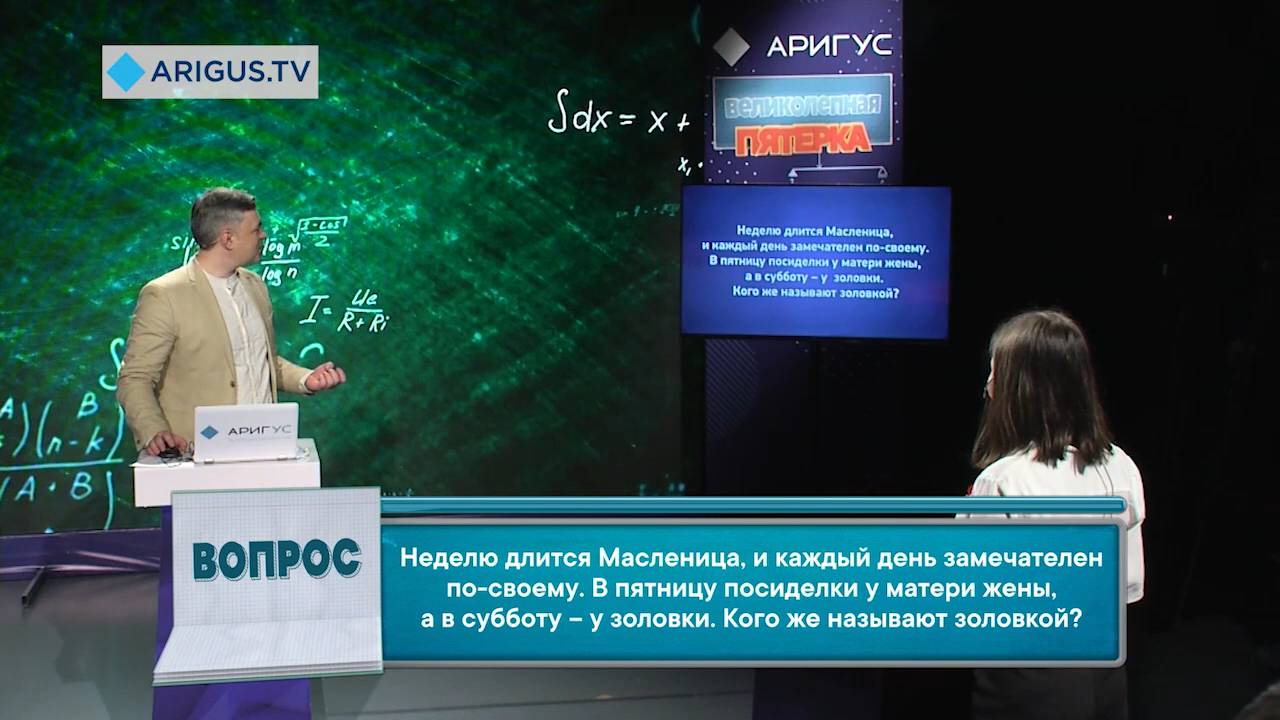 ARIGUS.TV
АРИГУС
ВЕЛИКОЛЕПНАЯ
ПЯТЕРКА
∫dx = x +
Неделю длится Масленица,
и каждый день замечателен по-своему.
В пятницу посиделки у матери жены,
а в субботу – у золовки.
Кого же называют золовкой?
log m
log n
I = Ue
R + Ri
A B
n - k
A · B
АРИГУС
ВОПРОС
Неделю длится Масленица, и каждый день замечателен
по-своему. В пятницу посиделки у матери жены,
а в субботу – у золовки. Кого же называют золовкой?